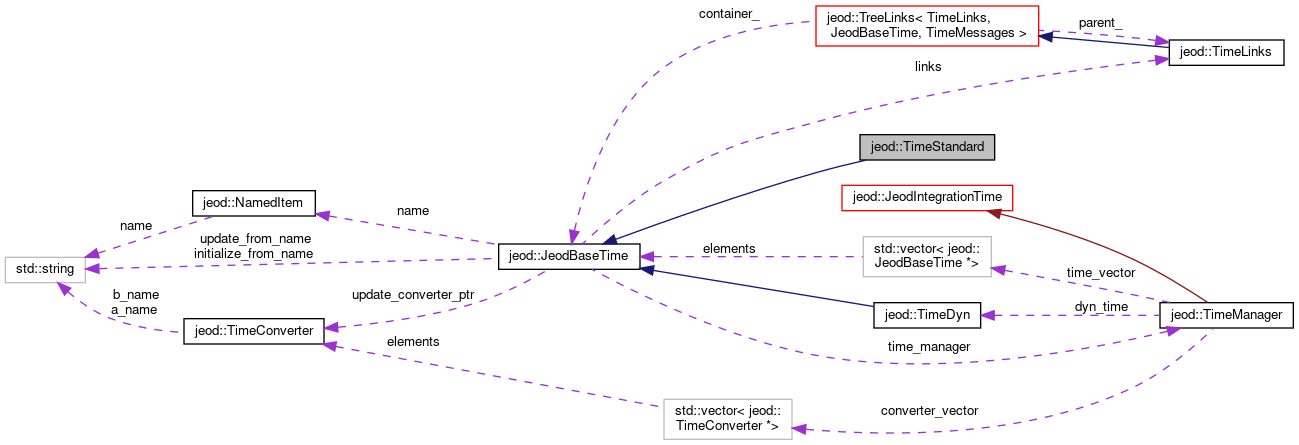 container_
jeod::TreeLinks< TimeLinks,
JeodBaseTime, TimeMessages >
parent_
jeod::TimeLinks
links
jeod::TimeStandard
jeod::JeodIntegrationTime
jeod::NamedItem
name
name
update_from_name
initialize_from_name
std::string
jeod::JeodBaseTime
elements
std::vector< jeod::
JeodBaseTime *>
time_vector
b_name
a_name
update_converter_ptr
jeod::TimeConverter
jeod::TimeDyn
dyn_time
jeod::TimeManager
elements
time_manager
std::vector< jeod::
TimeConverter *>
converter_vector